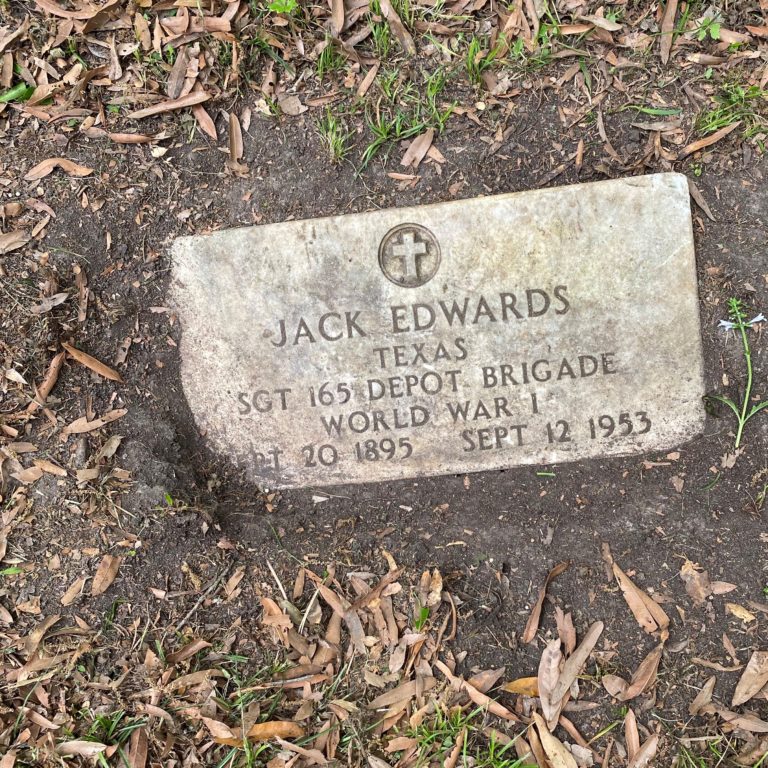 JACK EDWARDS
TEXAS
SGT 165 DEPOT BRIGADE
WORLD WAR I
20 1895 SEPT 12 1953